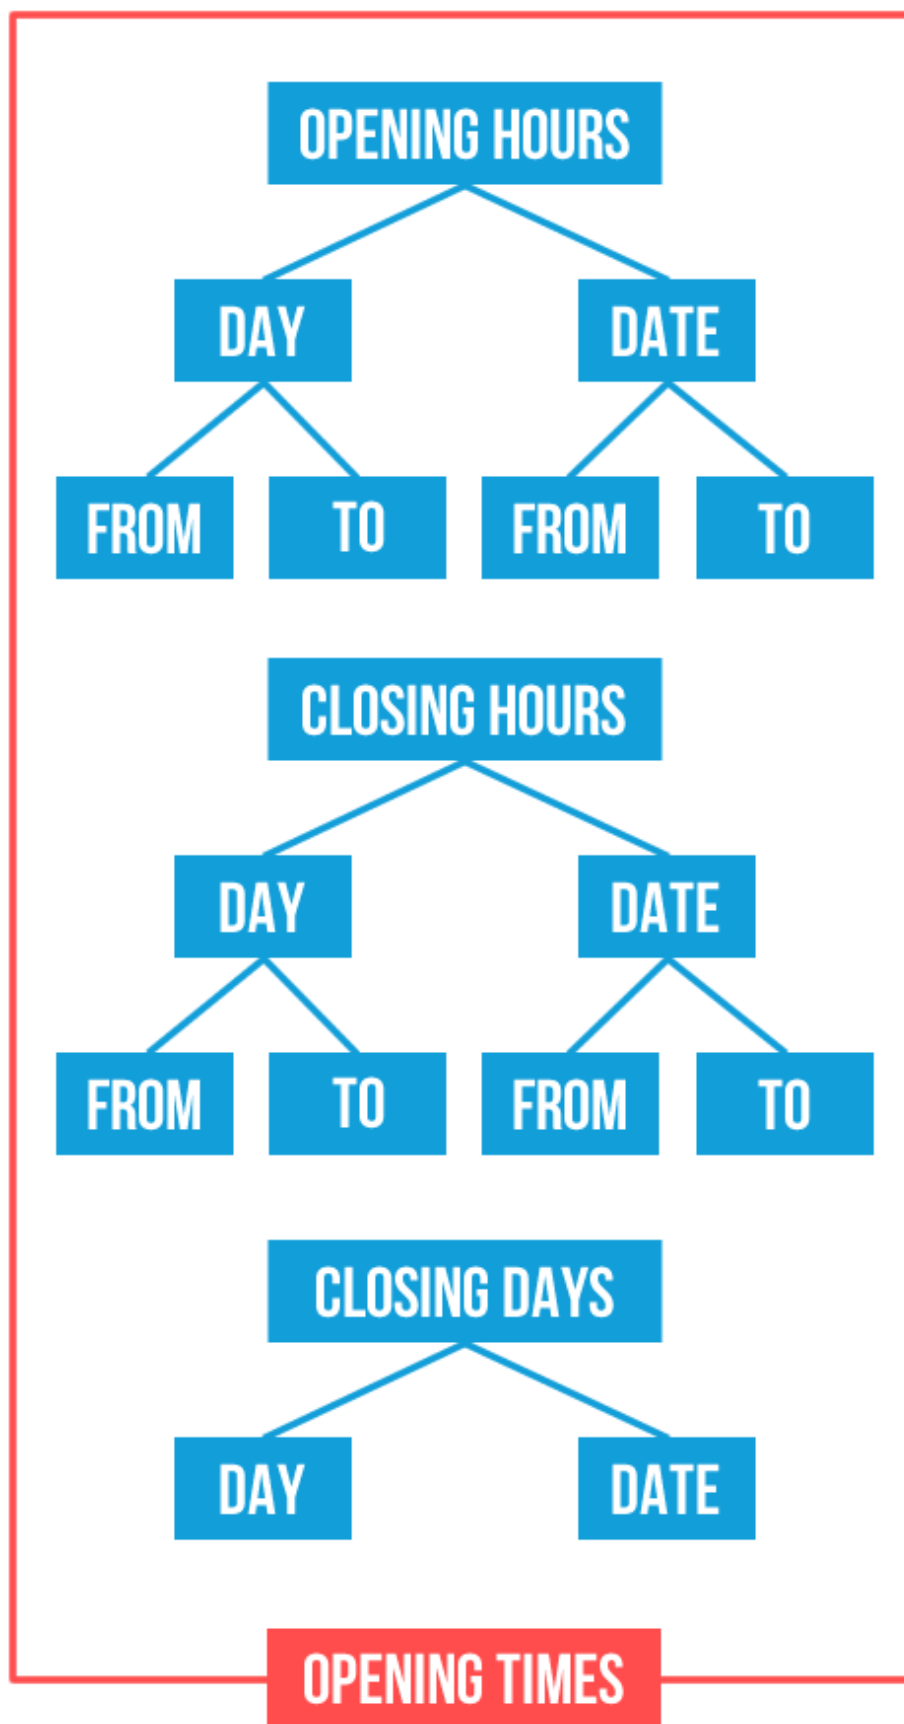 OPENING HOURS
DAY DATE
FROM TO FROM TO
CLOSING HOURS
DAY DATE
FROM TO FROM TO
CLOSING DAYS
DAY DATE
OPENING TIMES